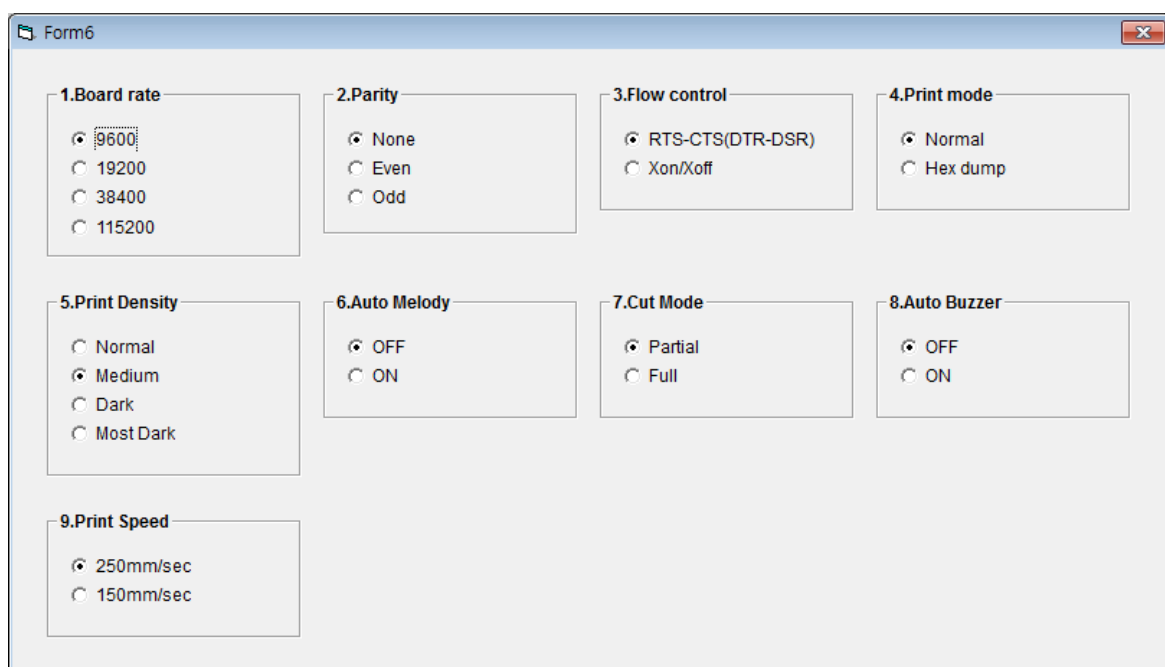 Form6
1.Board rate
9600
19200
38400
115200
2.Parity
None
Even
Odd
3.Flow control
RTS-CTS(DTR-DSR)
Xon/Xoff
4.Print mode
Normal
Hex dump
5.Print Density
Normal
Medium
Dark
Most Dark
6.Auto Melody
OFF
ON
7.Cut Mode
Partial
Full
8.Auto Buzzer
OFF
ON
9.Print Speed
250mm/sec
150mm/sec